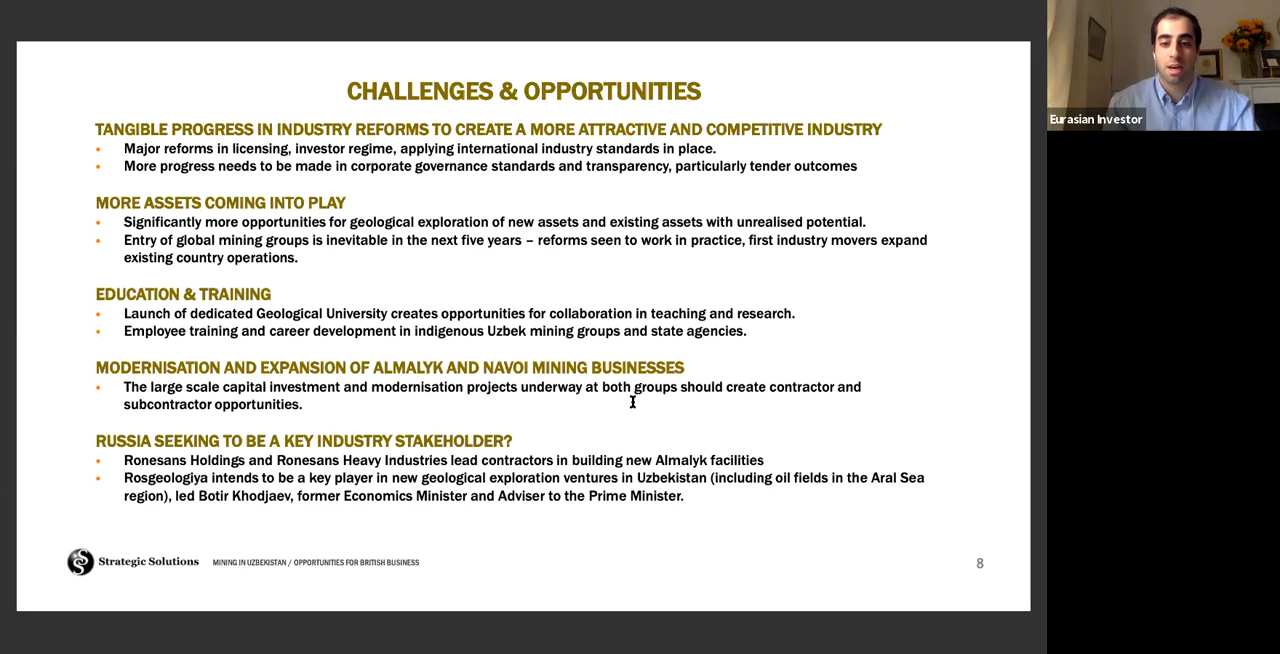 CHALLENGES & OPPORTUNITIES
TANGIBLE PROGRESS IN INDUSTRY REFORMS TO CREATE A MORE ATTRACTIVE AND COMPETITIVE INDUSTRY
• Major reforms in licensing, investor regime, applying international industry standards in place.
• More progress needs to be made in corporate governance standards and transparency, particularly tender outcomes
MORE ASSETS COMING INTO PLAY
• Significantly more opportunities for geological exploration of new assets and existing assets with unrealised potential.
• Entry of global mining groups is inevitable in the next five years – reforms seen to work in practice, first industry movers expand
existing country operations.
EDUCATION & TRAINING
• Launch of dedicated Geological University creates opportunities for collaboration in teaching and research.
• Employee training and career development in indigenous Uzbek mining groups and state agencies.
MODERNISATION AND EXPANSION OF ALMALYK AND NAVOI MINING BUSINESSES
• The large scale capital investment and modernisation projects underway at both groups should create contractor and
subcontractor opportunities.
RUSSIA SEEKING TO BE A KEY INDUSTRY STAKEHOLDER?
• Ronesans Holdings and Ronesans Heavy Industries lead contractors in building new Almalyk facilities
• Rosgeologiya intends to be a key player in new geological exploration ventures in Uzbekistan (including oil fields in the Aral Sea
region), led Botir Khodjaev, former Economics Minister and Adviser to the Prime Minister.
Strategic Solutions
MINING IN UZBEKISTAN / OPPORTUNITIES FOR BRITISH BUSINESS
8
Eurasian Investor